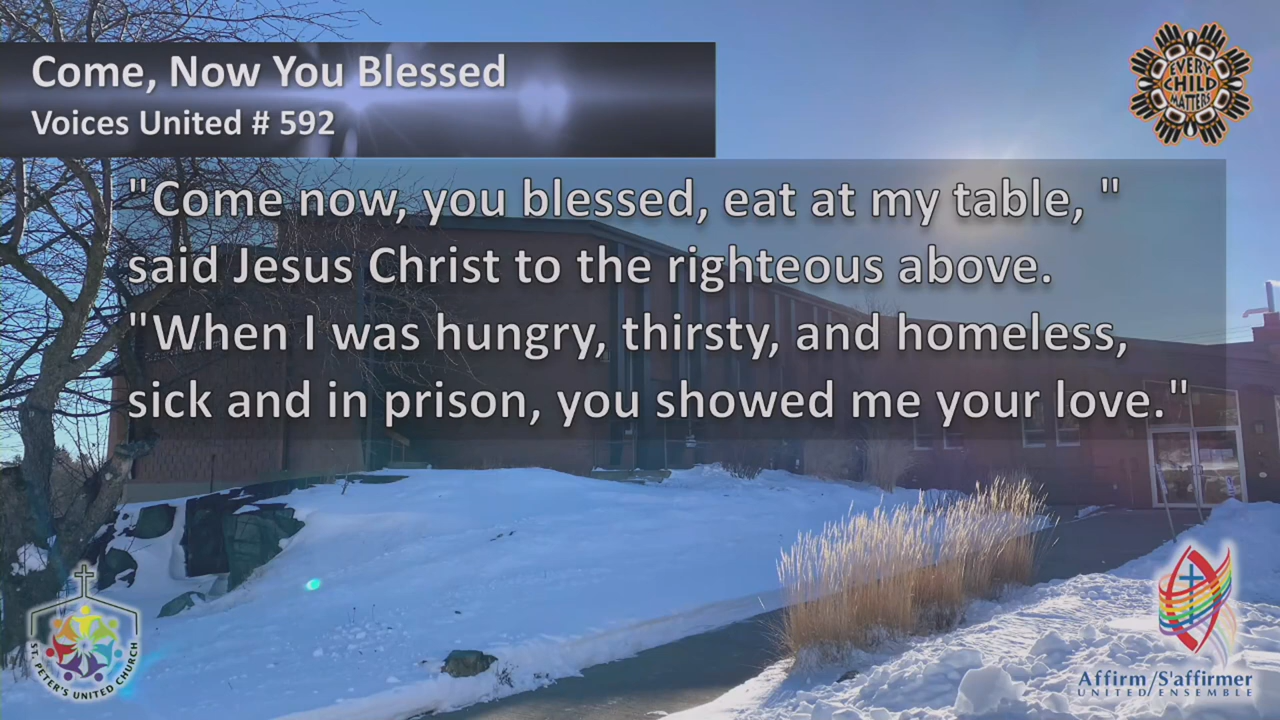 Come, Now You Blessed
Voices United # 592
EVERY
CHILD
MATTERS
"Come now, you blessed, eat at my table, "
said Jesus Christ to the righteous above.
"When I was hungry, thirsty, and homeless,
sick and in prison, you showed me your love."
ST. PETER'S UNITED CHURCH
Affirm/S'affirmer
UNITED/ENSEMBLE